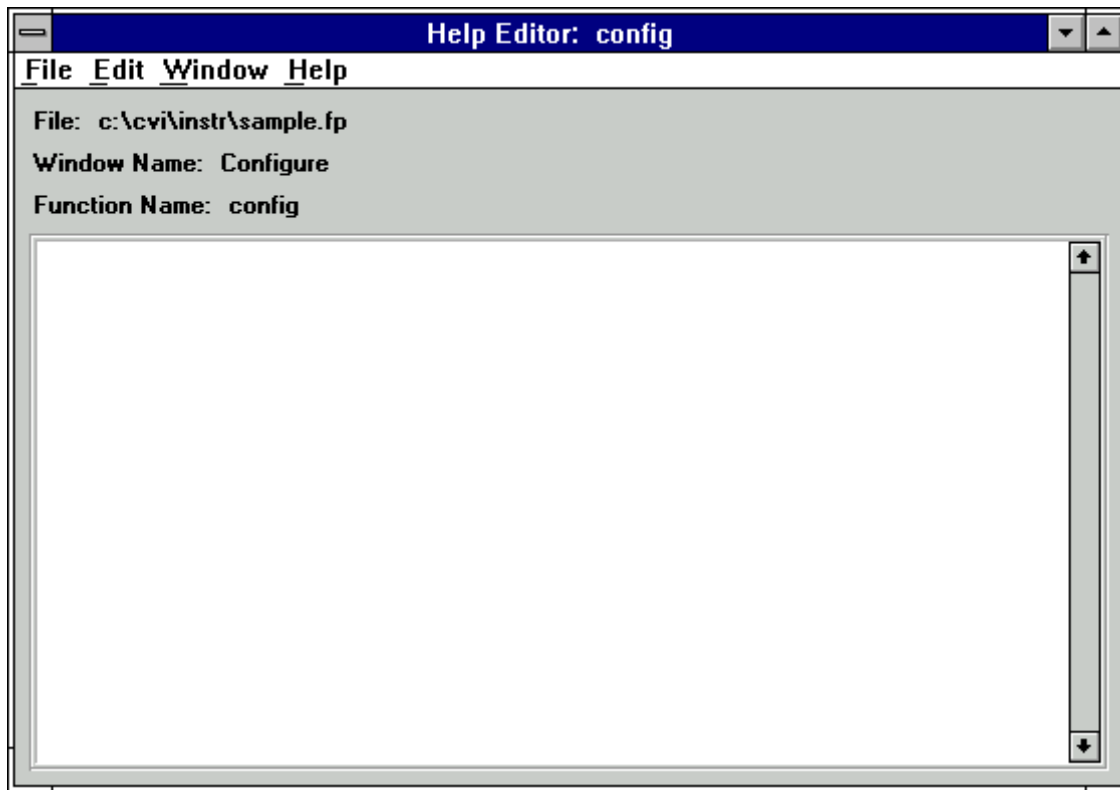 Help Editor: config
File Edit Window Help
File: c:\cvi\instr\sample.fp
Window Name: Configure
Function Name: config